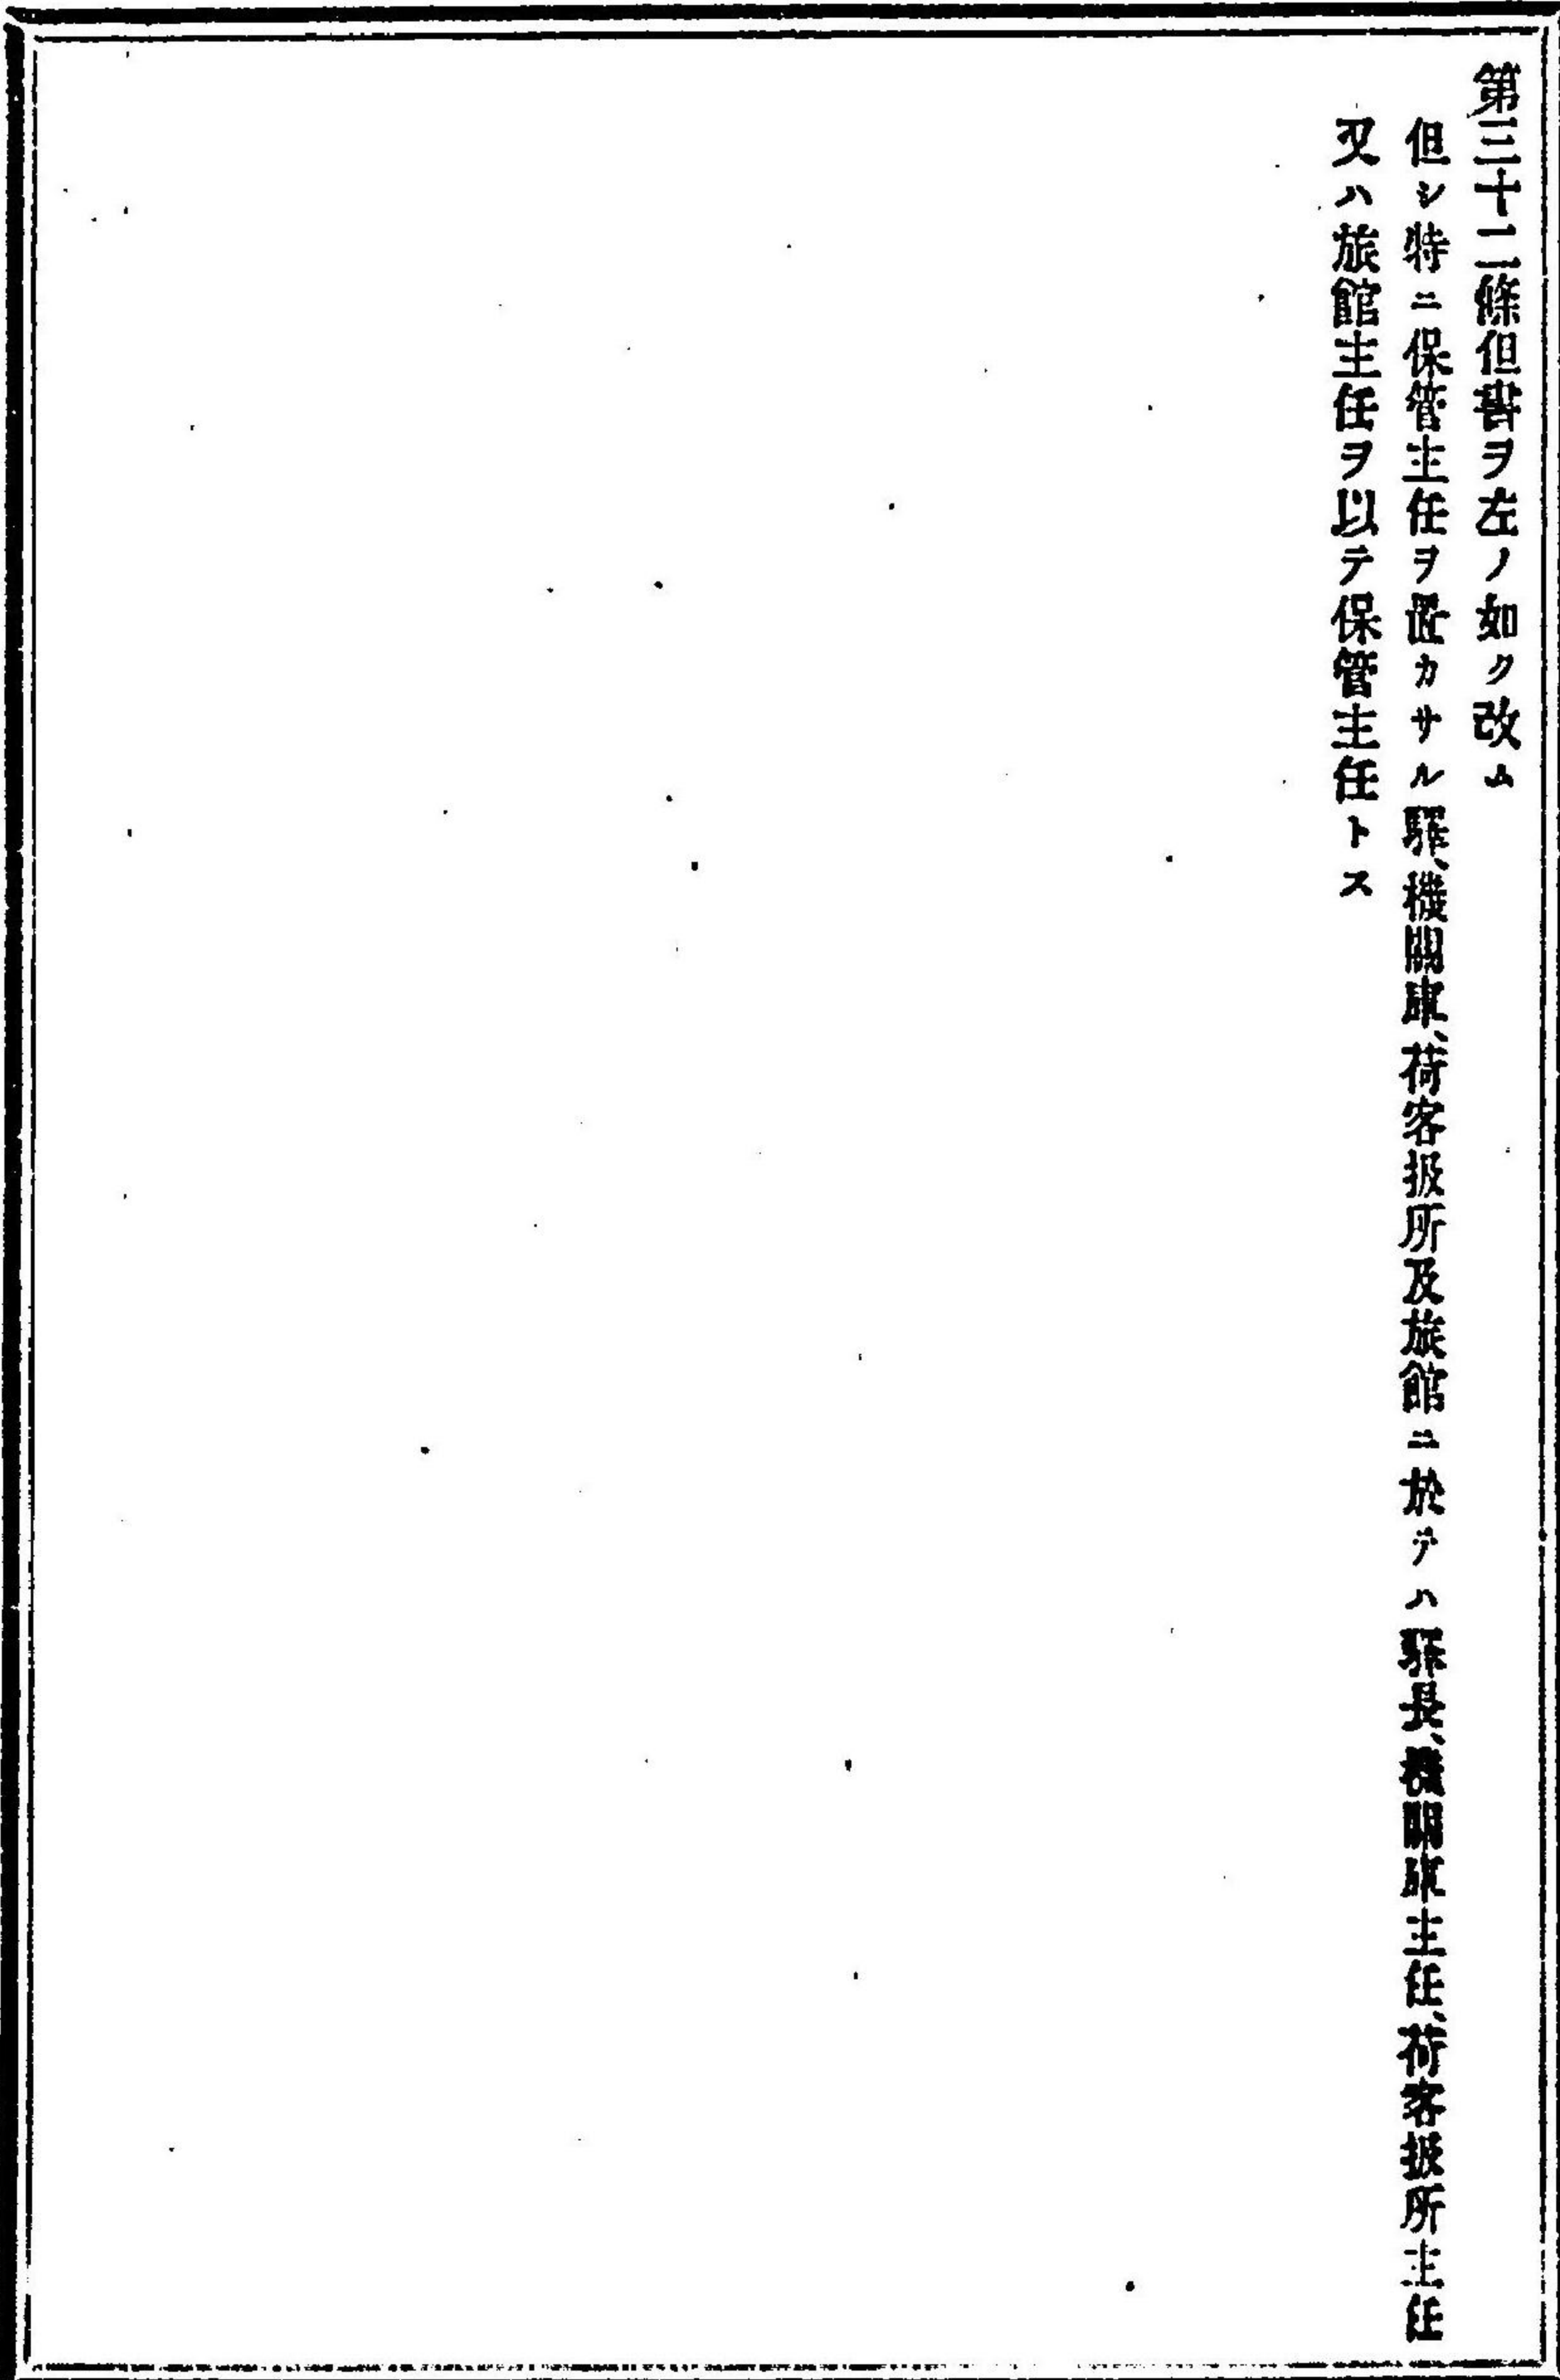 第三十二條但書ヲ左ノ如ク改ム
但シ特ニ保管主任ヲ置カサル驛、機關庫、荷客扱所及旅館ニ於テハ驛長、機關庫主任、荷客扱所主任
又ハ旅館主任ヲ以テ保管主任トス